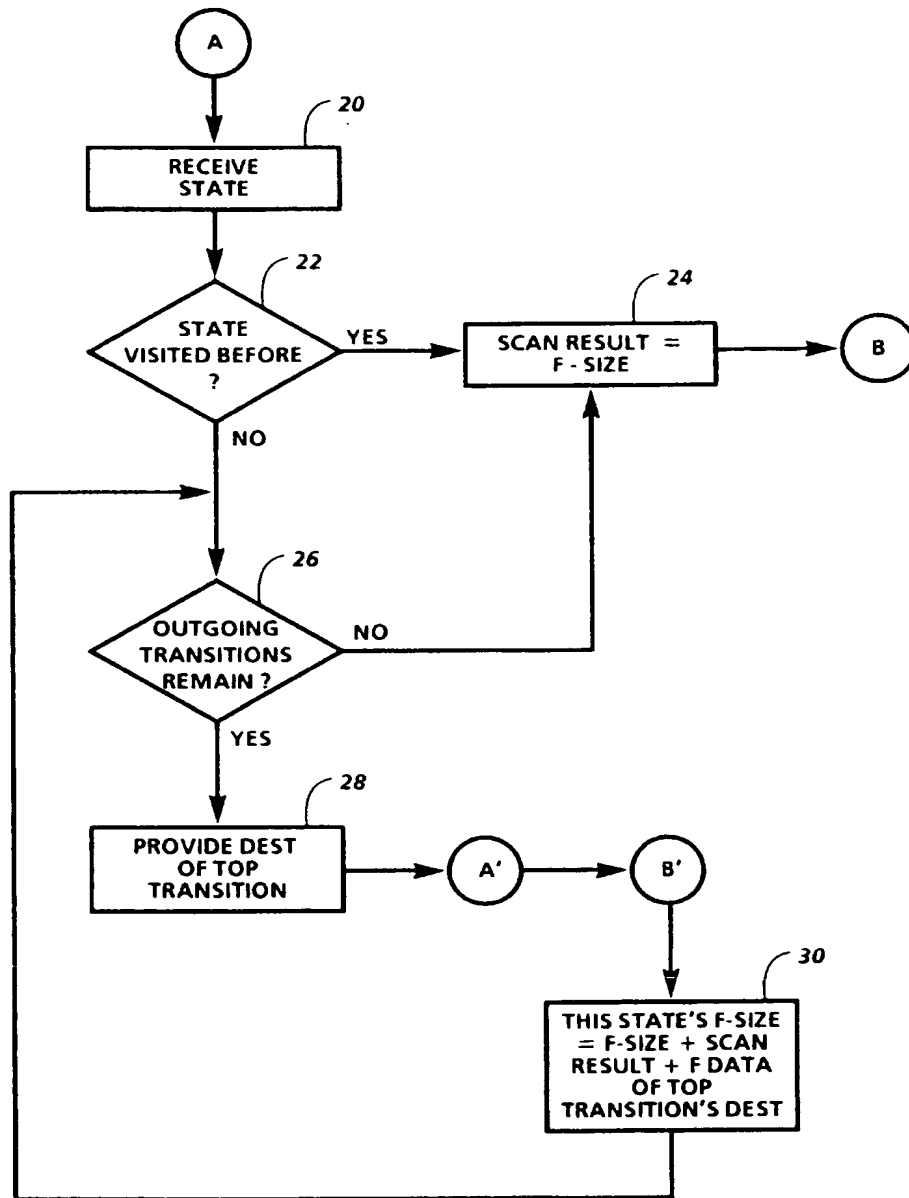 A
20
RECEIVE
STATE
22
STATE
VISITED BEFORE
?
YES
24
SCAN RESULT =
F - SIZE
B
NO
26
OUTGOING
TRANSITIONS
REMAIN ?
NO
YES
28
PROVIDE DEST
OF TOP
TRANSITION
A'
B'
30
THIS STATE'S F-SIZE
= F-SIZE + SCAN
RESULT + F DATA
OF TOP
TRANSITION'S DEST